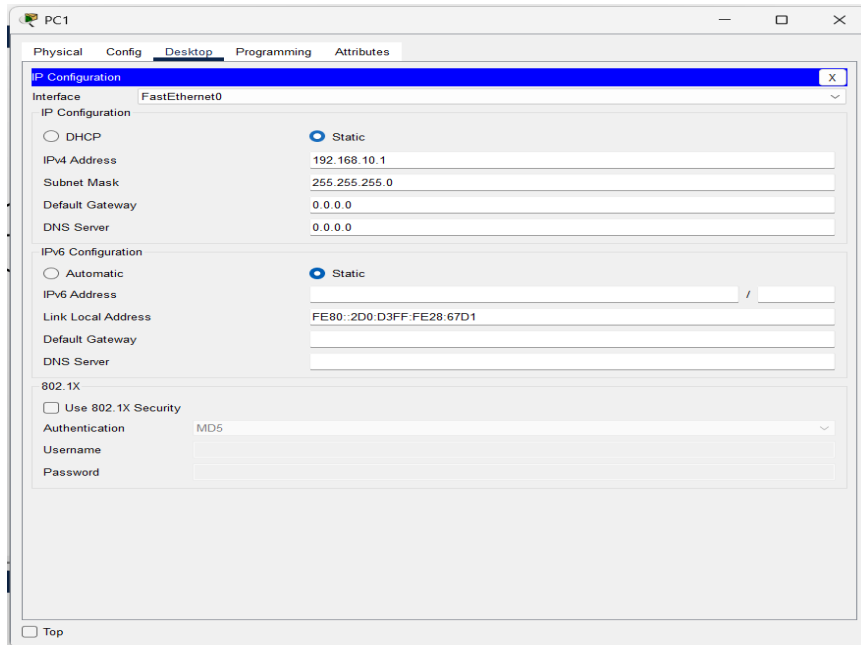 PC1
Physical Config Desktop Programming Attributes
IP Configuration X
Interface FastEthernet0
IP Configuration
DHCP Static
IPv4 Address 192.168.10.1
Subnet Mask 255.255.255.0
Default Gateway 0.0.0.0
DNS Server 0.0.0.0
IPv6 Configuration
Automatic Static
IPv6 Address /
Link Local Address FE80::2D0:D3FF:FE28:67D1
Default Gateway
DNS Server
802.1X
Use 802.1X Security
Authentication MD5
Username
Password
Top